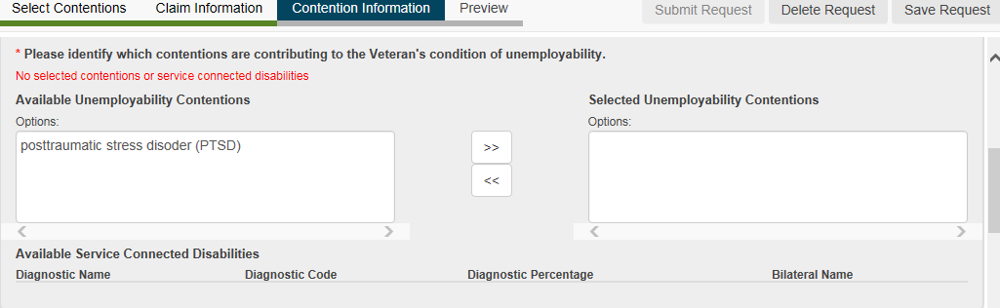 Select Contentions Claim Information Contention Information Preview Submit Request Delete Request Save Request
* Please identify which contentions are contributing to the Veteran's condition of unemployability.
No selected contentions or service connected disabilities
Available Unemployability Contentions Selected Unemployability Contentions
Options: Options:
posttraumatic stress disoder (PTSD)
>>
<<
Available Service Connected Disabilities
Diagnostic Name Diagnostic Code Diagnostic Percentage Bilateral Name